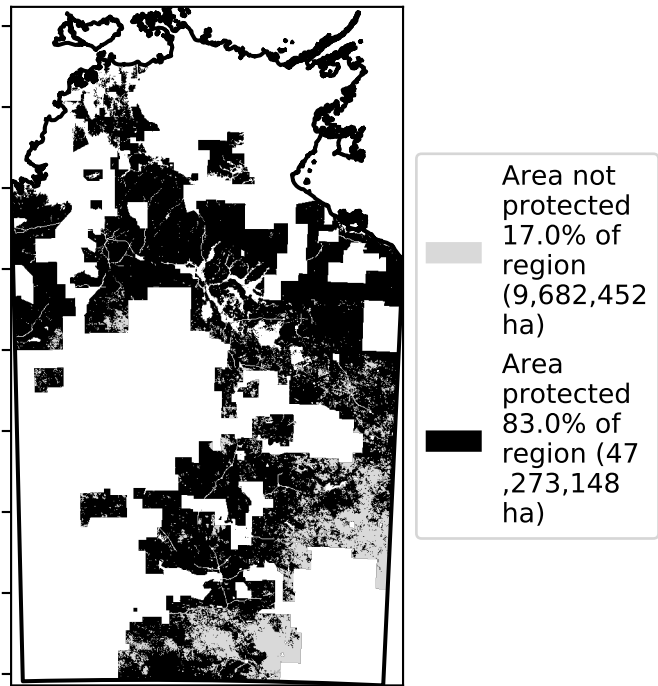 Area not
protected
17.0% of
region
(9,682,452
ha)
Area
protected
83.0% of
region (47
,273,148
ha)